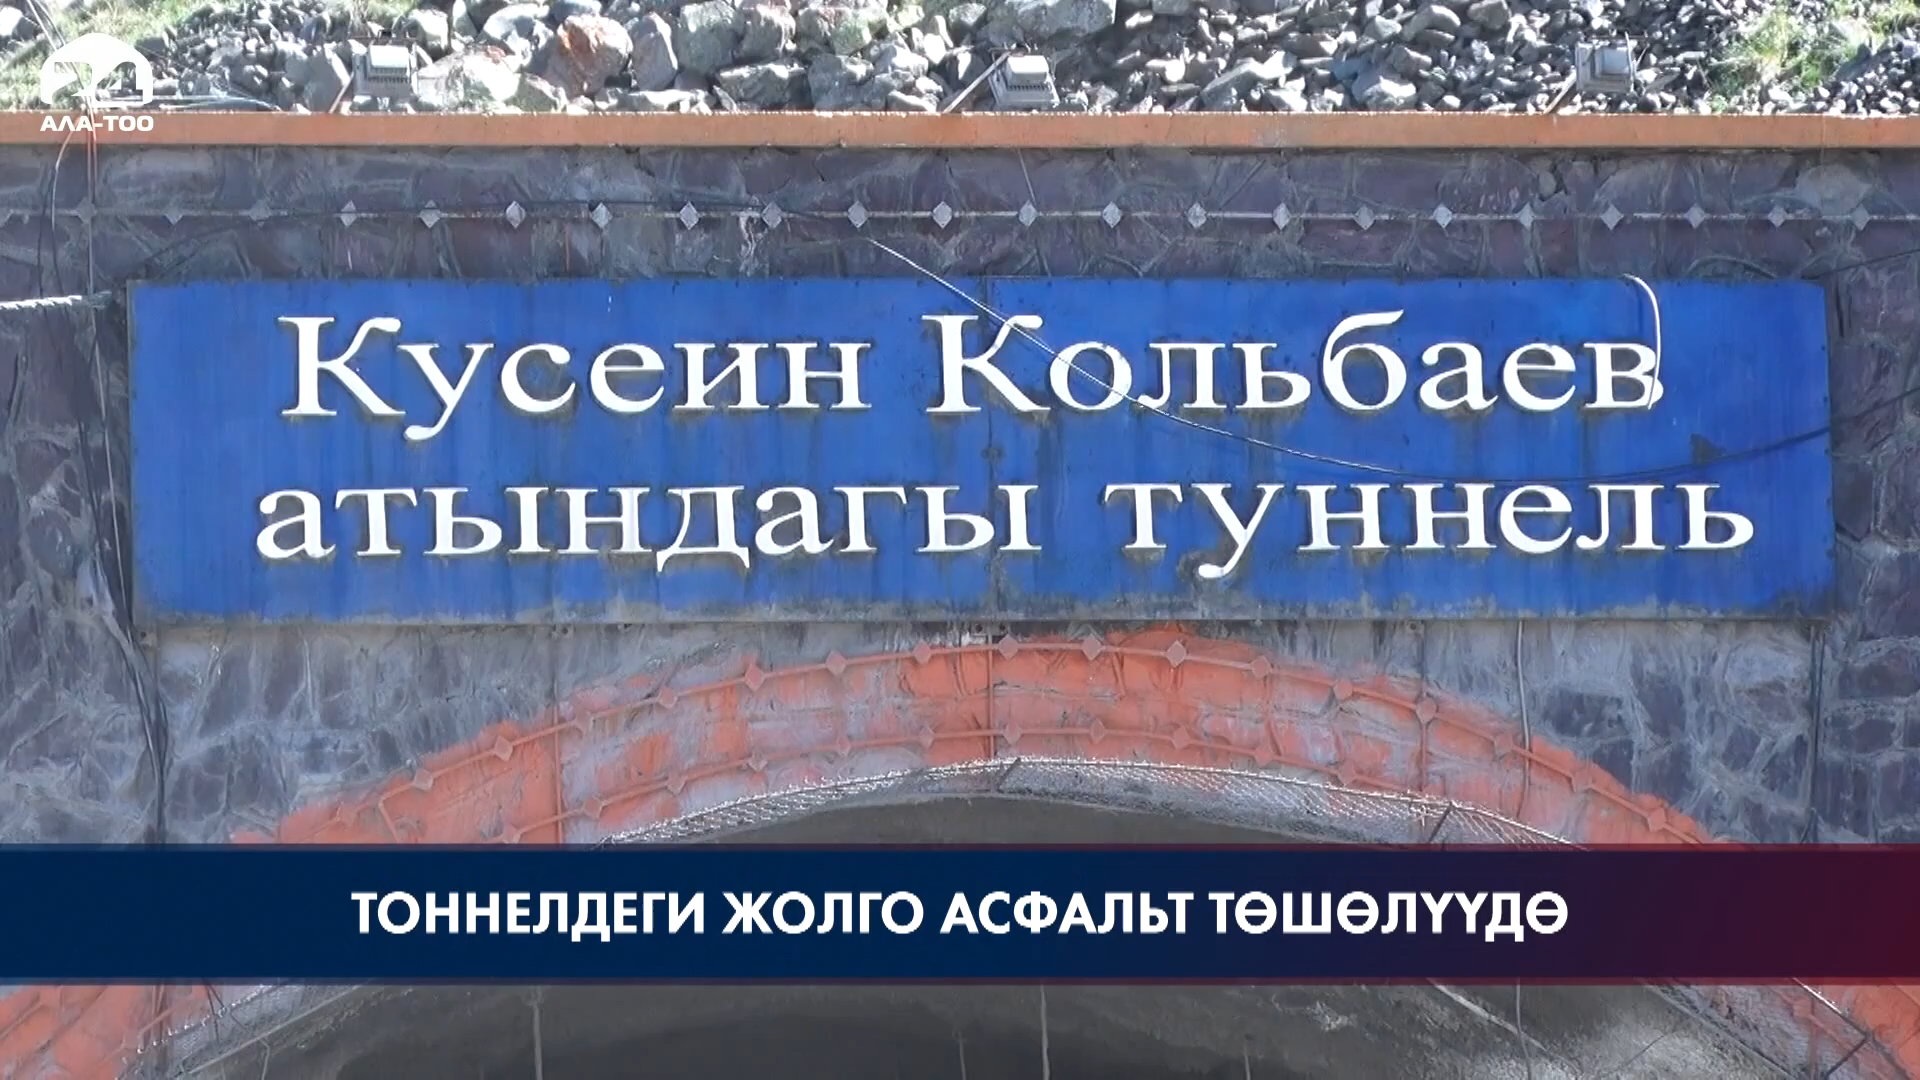 АЛА-ТОО
Кусеин Кольбаев
атындагы туннель
ТОННЕЛДЕГИ ЖОЛГО АСФАЛЬТ ТӨШӨЛҮҮДӨ